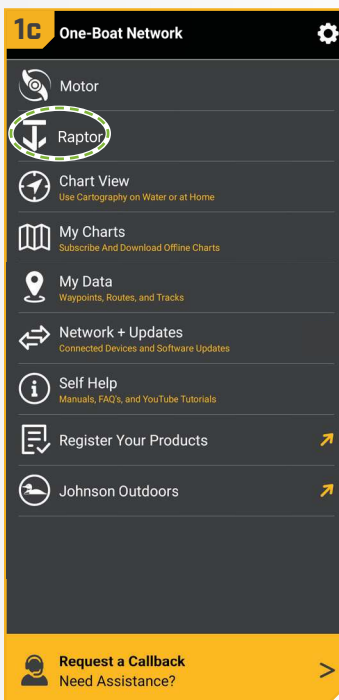 1c
One-Boat Network
Motor
Raptor
Chart View
Use Cartography on Water or at Home
My Charts
Subscribe And Download Offline Charts
My Data
Waypoints, Routes, and Tracks
Network + Updates
Connected Devices and Software Updates
Self Help
Manuals, FAQ's, and YouTube Tutorials
Register Your Products
Johnson Outdoors
Request a Callback
Need Assistance?